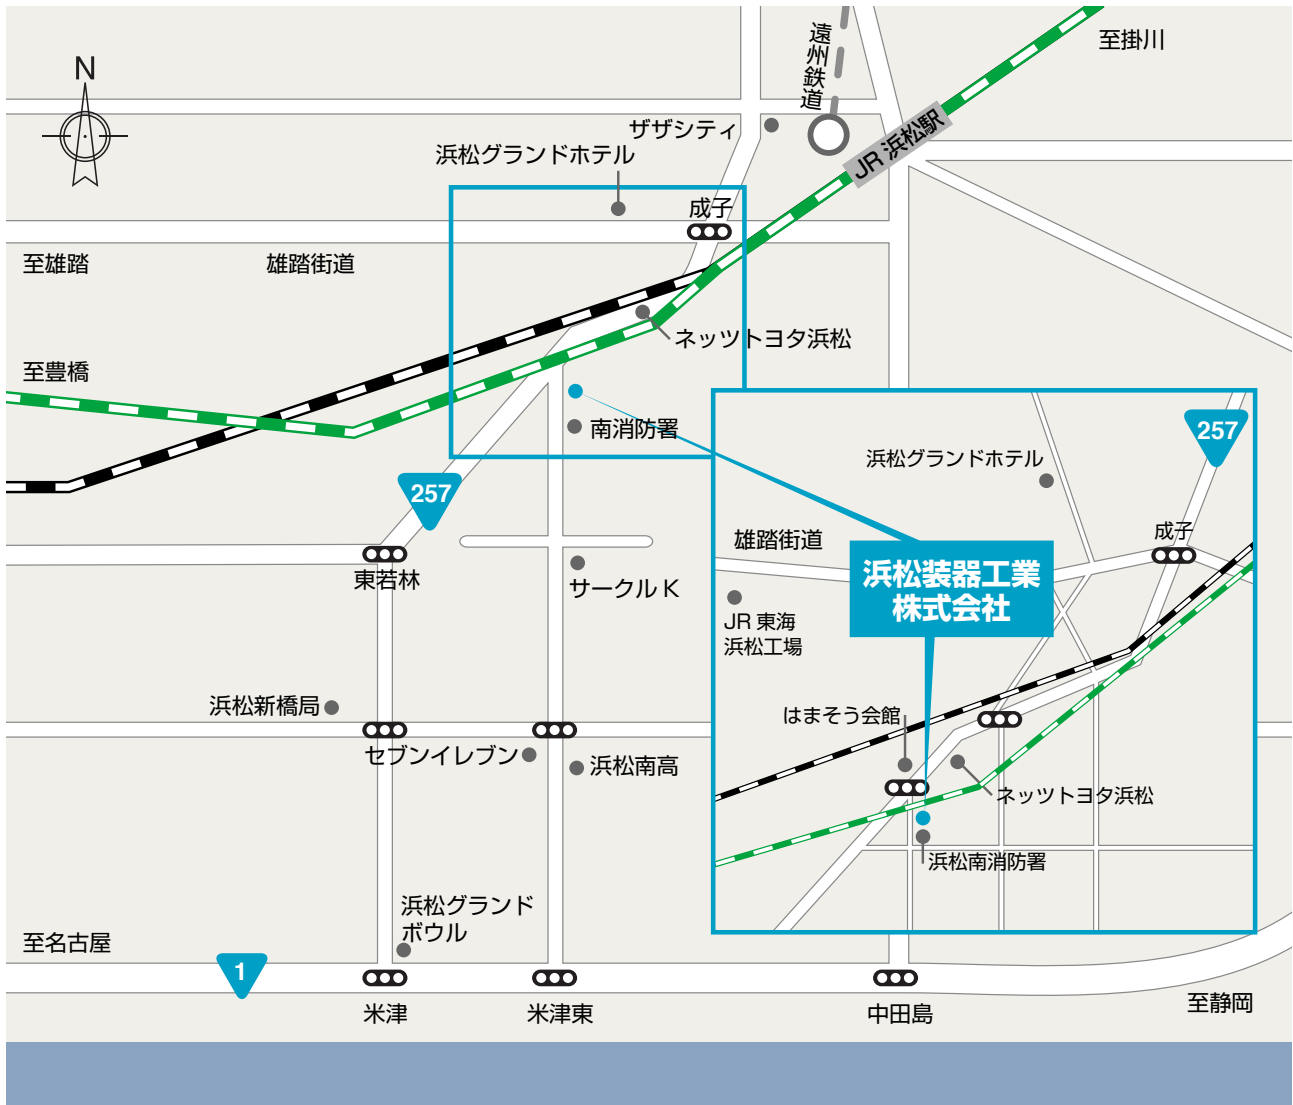 至掛川
遠州鉄道
N
ザザシティ
JR 浜松駅
浜松グランドホテル
成子
至雄踏
雄踏街道
ネッツトヨタ浜松
至豊橋
南消防署
257
東若林
サークル K
浜松新橋局
セブンイレブン
浜松南高
浜松グランド
ボウル
至名古屋
1
米津
米津東
中田島
至静岡
257
浜松グランドホテル
成子
雄踏街道
浜松装器工業
株式会社
JR 東海
浜松工場
はまそう会館
ネッツトヨタ浜松
浜松南消防署